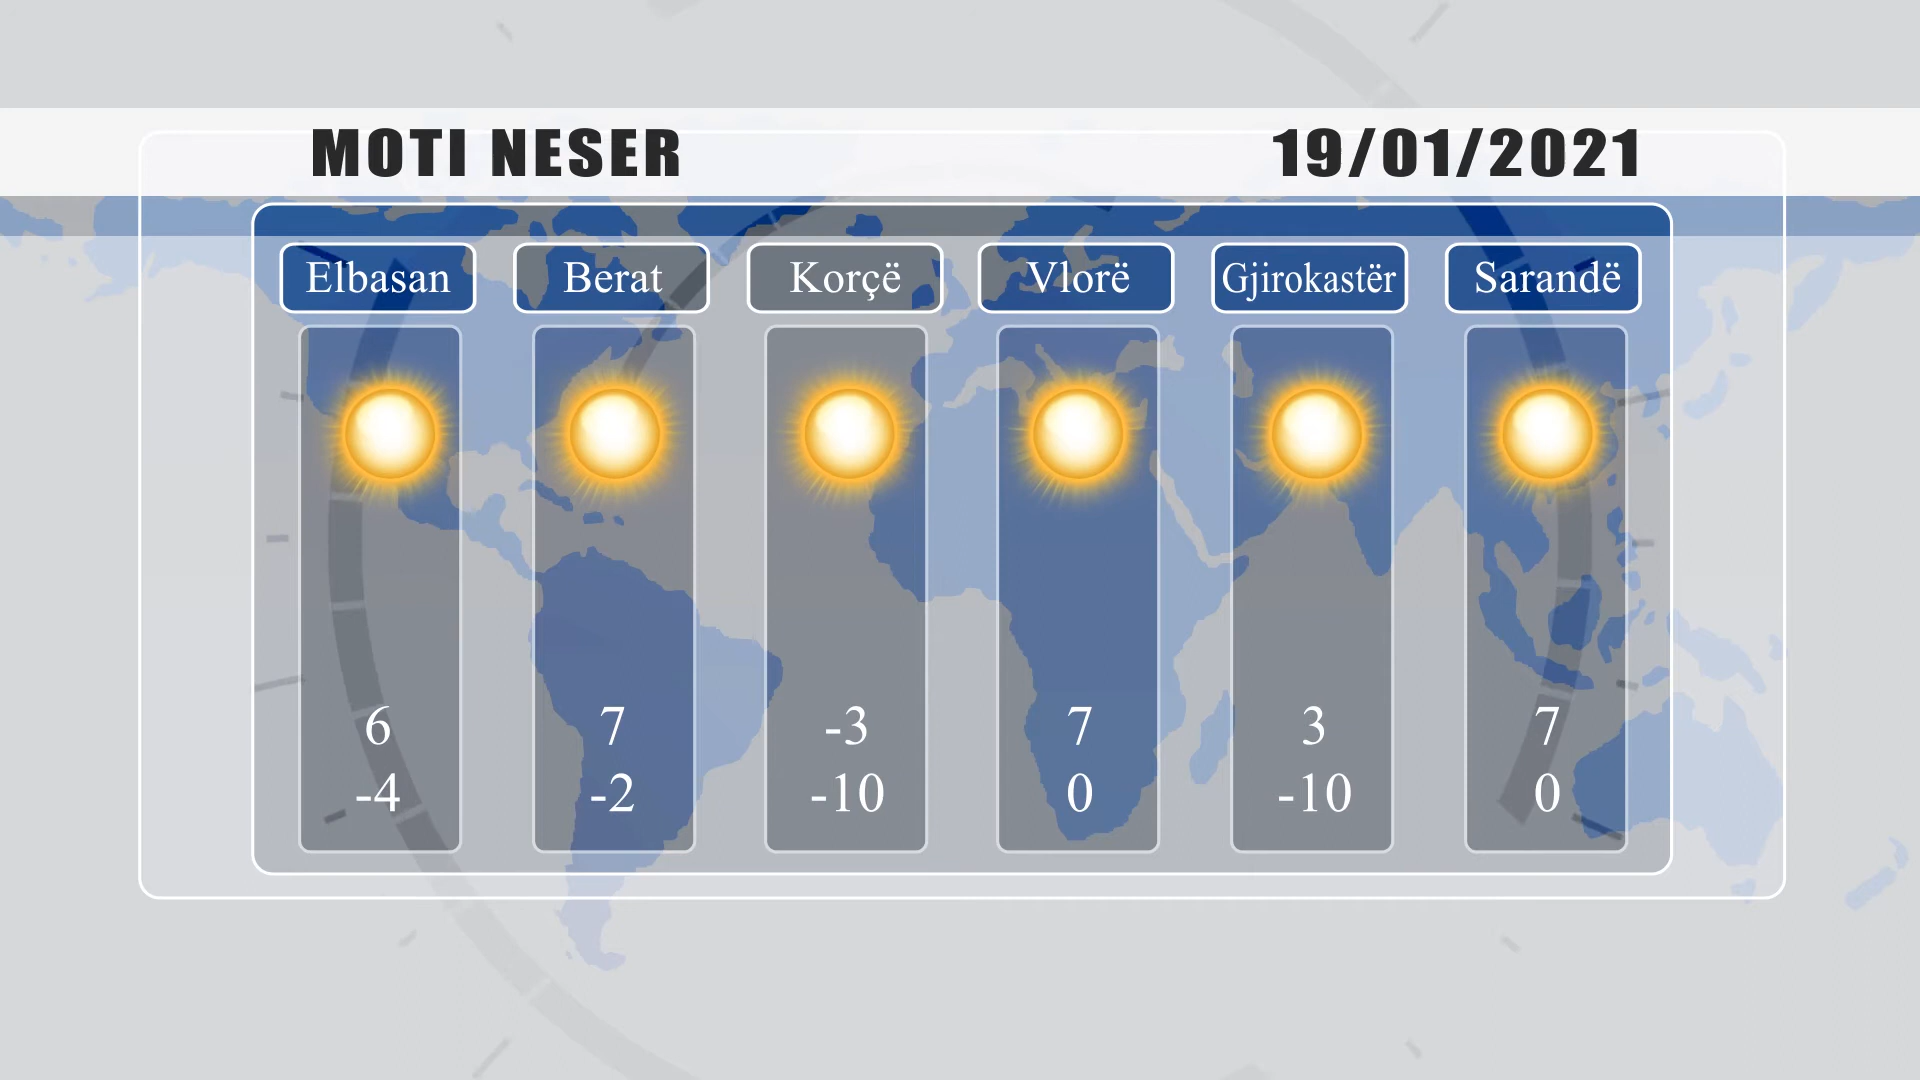 MOTI NESER 19/01/2021
Elbasan Berat Korçë Vlorë Gjirokastër Sarandë
6 7 -3 7 3 7
-4 -2 -10 0 -10 0